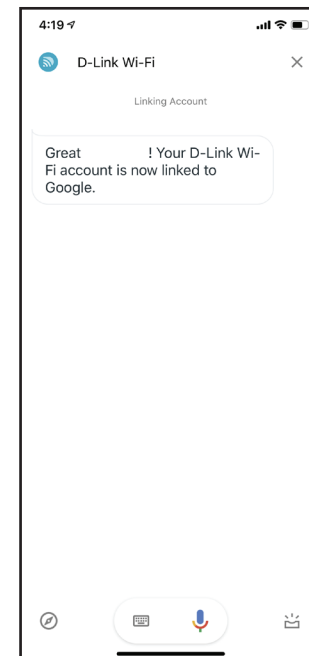 4:19
D-Link Wi-Fi
Linking Account
Great ! Your D-Link Wi-
Fi account is now linked to
Google.